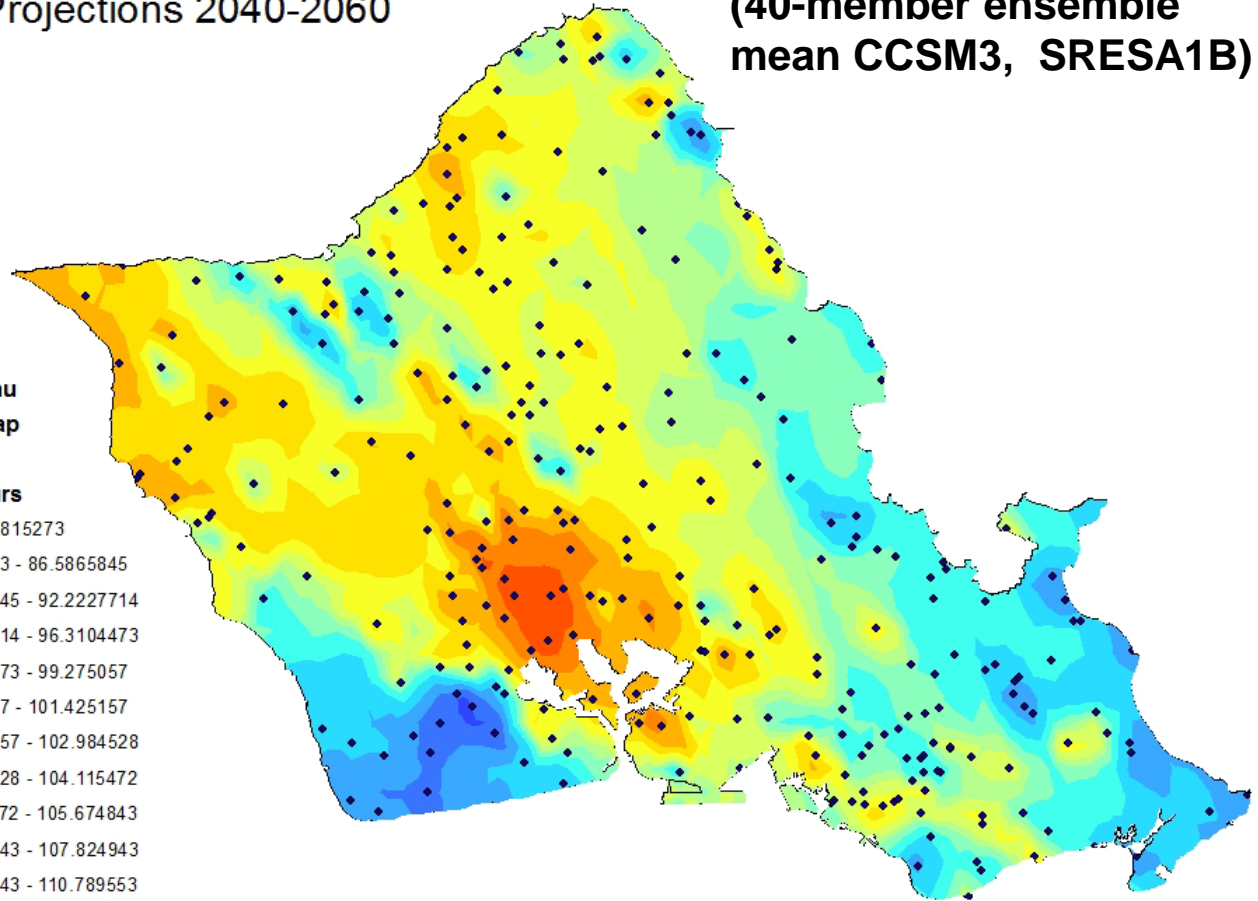 Projections 2040-2060
(40-member ensemble
mean CCSM3, SRESA1B)
815273
3 - 86.5865845
45 - 92.2227714
14 - 96.3104473
73 - 99.275057
7 - 101.425157
57 - 102.984528
28 - 104.115472
72 - 105.674843
43 - 107.824943
43 - 110.789553